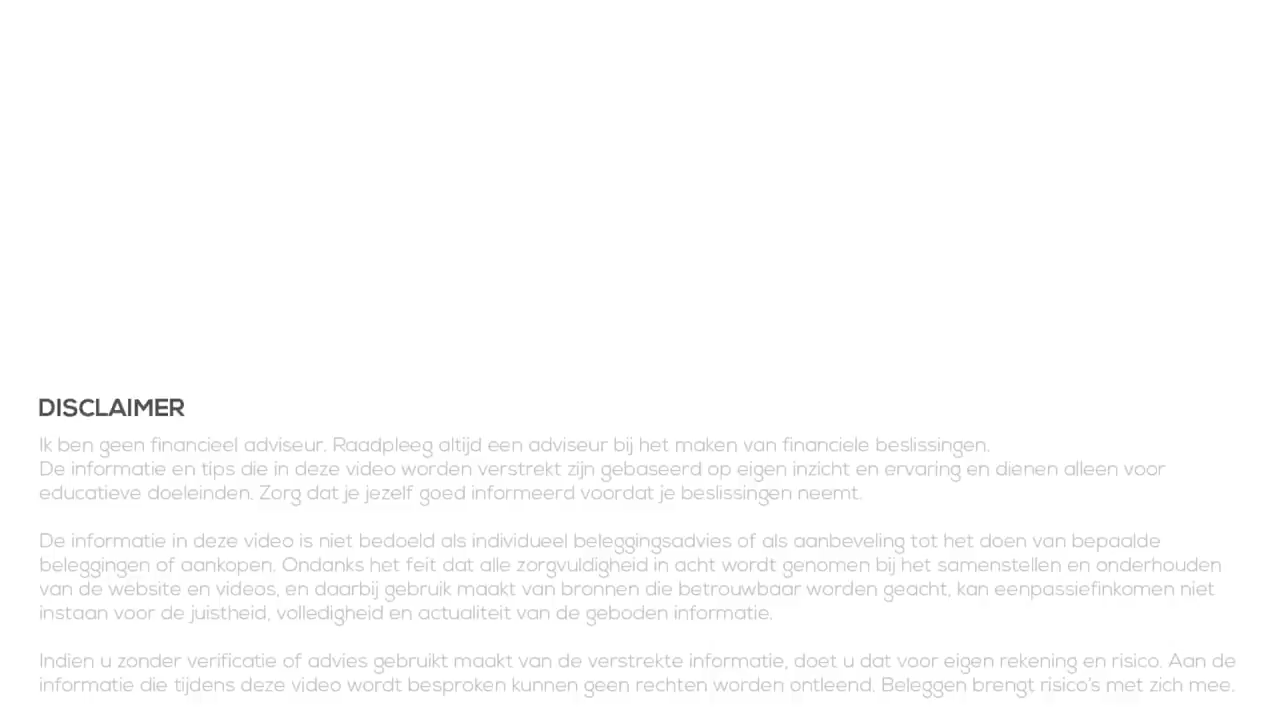 DISCLAIMER
Ik ben geen financieel adviseur. Raadpleeg altijd een adviseur bij het maken van financiele beslissingen.
De informatie en tips die in deze video worden verstrekt zijn gebaseerd op eigen inzicht en ervaring en dienen alleen voor
educatieve doeleinden. Zorg dat je jezelf goed informeerd voordat je beslissingen neemt.
De informatie in deze video is niet bedoeld als individueel beleggingsadvies of als aanbeveling tot het doen van bepaalde
beleggingen of aankopen. Ondanks het feit dat alle zorgvuldigheid in acht wordt genomen bij het samenstellen en onderhouden
van de website en videos, en daarbij gebruik maakt van bronnen die betrouwbaar worden geacht, kan eenpassiefinkomen niet
instaan voor de juistheid, volledigheid en actualiteit van de geboden informatie.
Indien u zonder verificatie of advies gebruikt maakt van de verstrekte informatie, doet u dat voor eigen rekening en risico. Aan de
informatie die tijdens deze video wordt besproken kunnen geen rechten worden ontleend. Beleggen brengt risico's met zich mee.